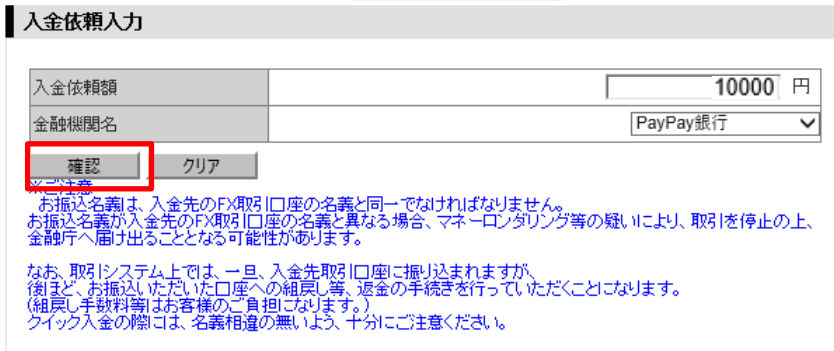 入金依頼入力
入金依頼額 10000 円
金融機関名 PayPay銀行
確認 クリア
※ご注意
お振込名義は、入金先のFX取引口座の名義と同一でなければなりません。
お振込名義が入金先のFX取引口座の名義と異なる場合、マネーロンダリング等の疑いにより、取引を停止の上、
金融庁へ届け出ることとなる可能性があります。
なお、取引システム上では、一旦、入金先取引口座に振り込まれますが、
後ほど、お振込いただいた口座への組戻し等、返金の手続きを行っていただくことになります。
(組戻し手数料等はお客様のご負担になります。)
クイック入金の際には、名義相違の無いよう、十分にご注意ください。